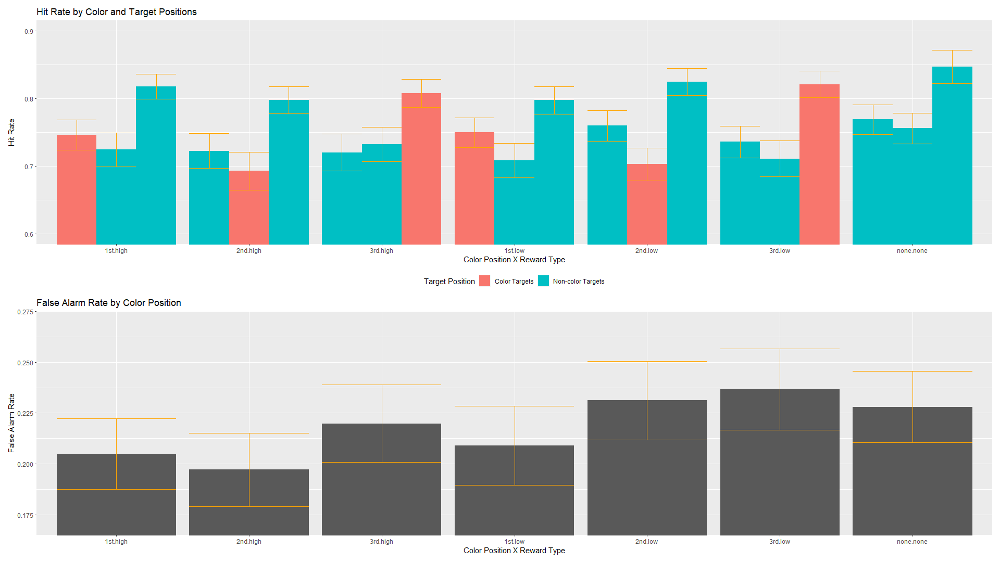 Hit Rate by Color and Target Positions
0.9
0.8
0.7
0.6
Hit Rate
1st.high 2nd.high 3rd.high 1st.low 2nd.low 3rd.low none.none
Color Position X Reward Type
Target Position Color Targets Non-color Targets
False Alarm Rate by Color Position
0.275
0.250
0.225
0.200
0.175
False Alarm Rate
1st.high 2nd.high 3rd.high 1st.low 2nd.low 3rd.low none.none
Color Position X Reward Type